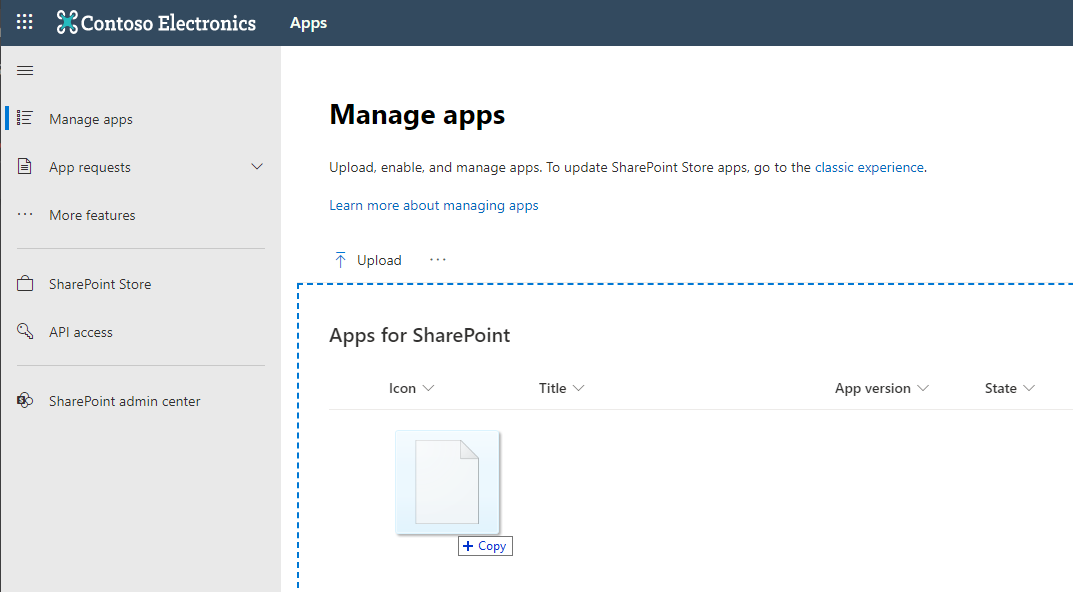 Contoso Electronics
Apps
Manage apps
App requests
More features
SharePoint Store
API access
SharePoint admin center
Manage apps
Upload, enable, and manage apps. To update SharePoint Store apps, go to the classic experience.
Learn more about managing apps
Upload
Apps for SharePoint
Icon Title App version State
+ Copy